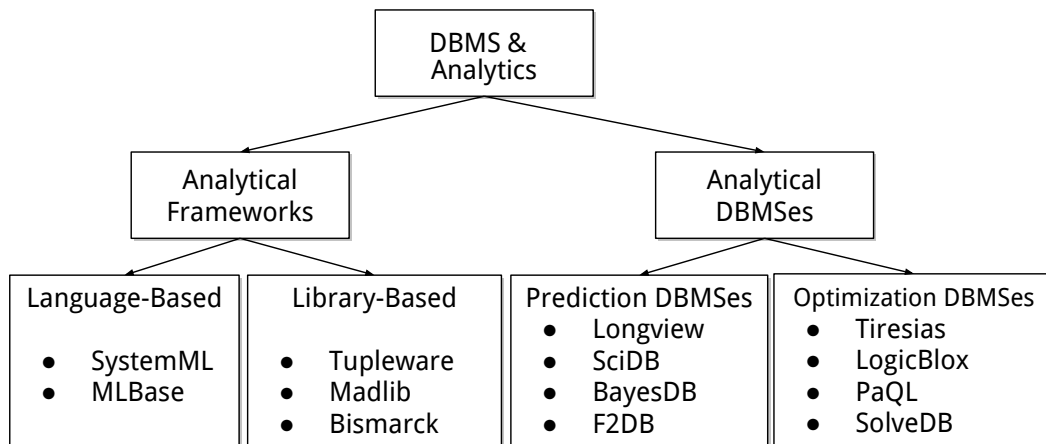 DBMS &
Analytics
Analytical
Frameworks
Analytical
DBMSes
Language-Based
● SystemML
● MLBase
Library-Based
● Tupleware
● Madlib
● Bismarck
Prediction DBMSes
● Longview
● SciDB
● BayesDB
● F2DB
Optimization DBMSes
● Tiresias
● LogicBlox
● PaQL
● SolveDB